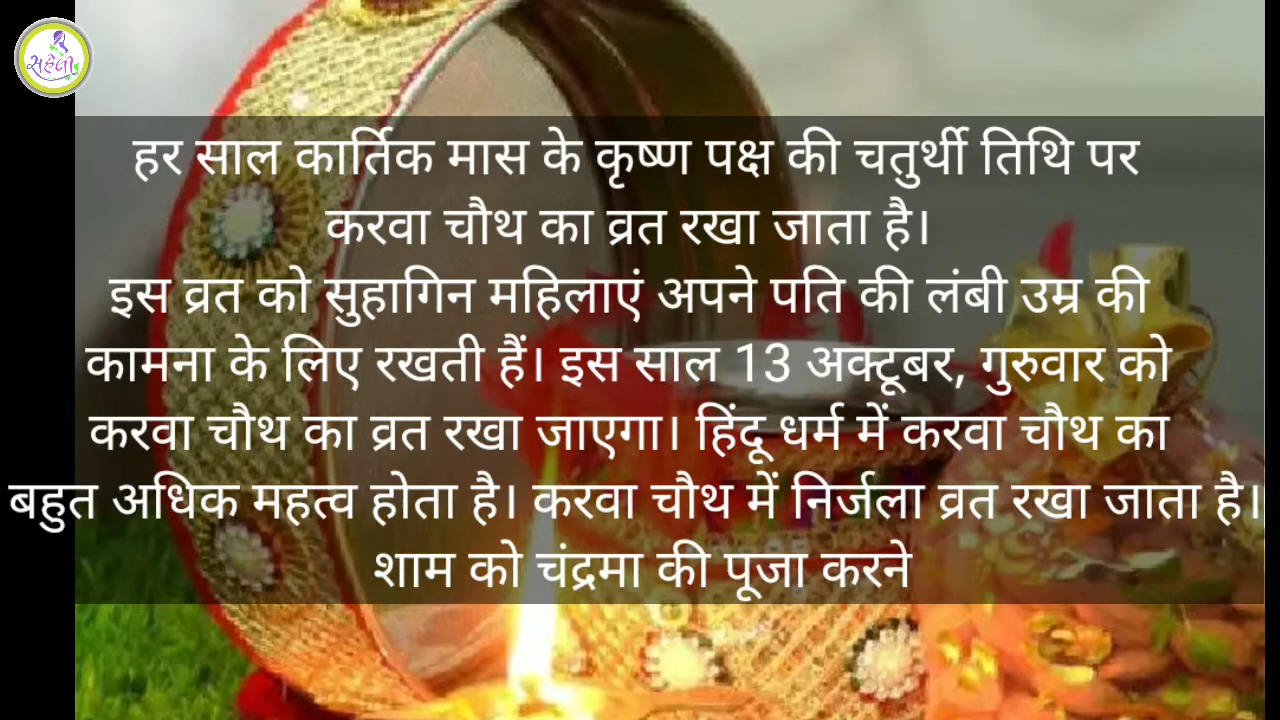 સહેલી
हर साल कार्तिक मास के कृष्ण पक्ष की चतुर्थी तिथि पर
करवा चौथ का व्रत रखा जाता है।
इस व्रत को सुहागिन महिलाएं अपने पति की लंबी उम्र की
कामना के लिए रखती हैं। इस साल 13 अक्टूबर, गुरुवार को
करवा चौथ का व्रत रखा जाएगा। हिंदू धर्म में करवा चौथ का
बहुत अधिक महत्व होता है। करवा चौथ में निर्जला व्रत रखा जाता है।
शाम को चंद्रमा की पूजा करने